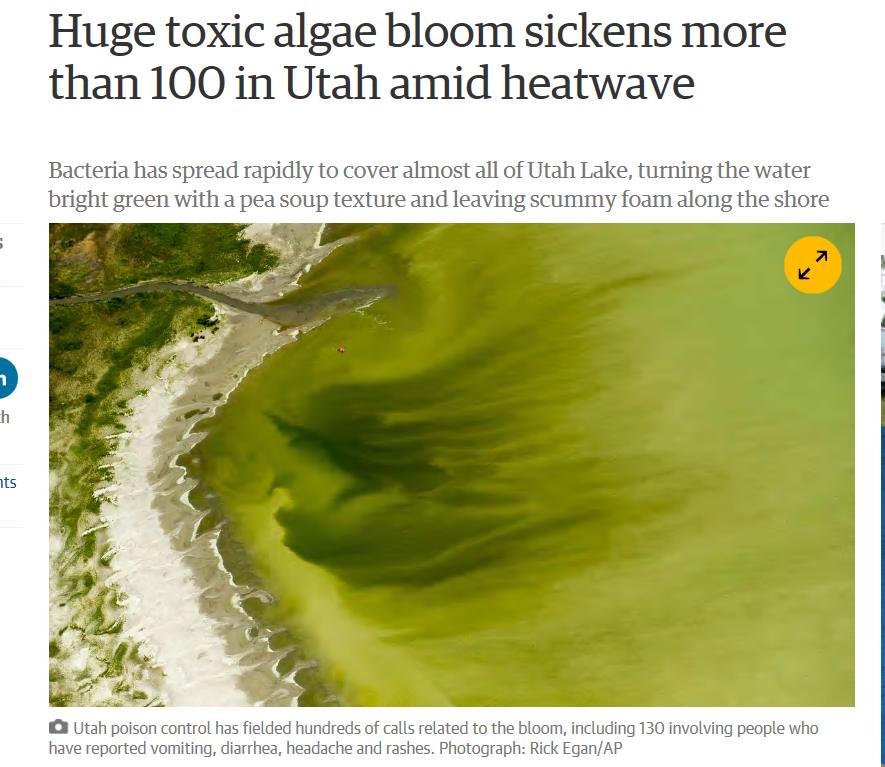 Huge toxic algae bloom sickens more
than 100 in Utah amid heatwave
Bacteria has spread rapidly to cover almost all of Utah Lake, turning the water
bright green with a pea soup texture and leaving scummy foam along the shore
Utah poison control has fielded hundreds of calls related to the bloom, including 130 involving people who
have reported vomiting, diarrhea, headache and rashes. Photograph: Rick Egan/AP